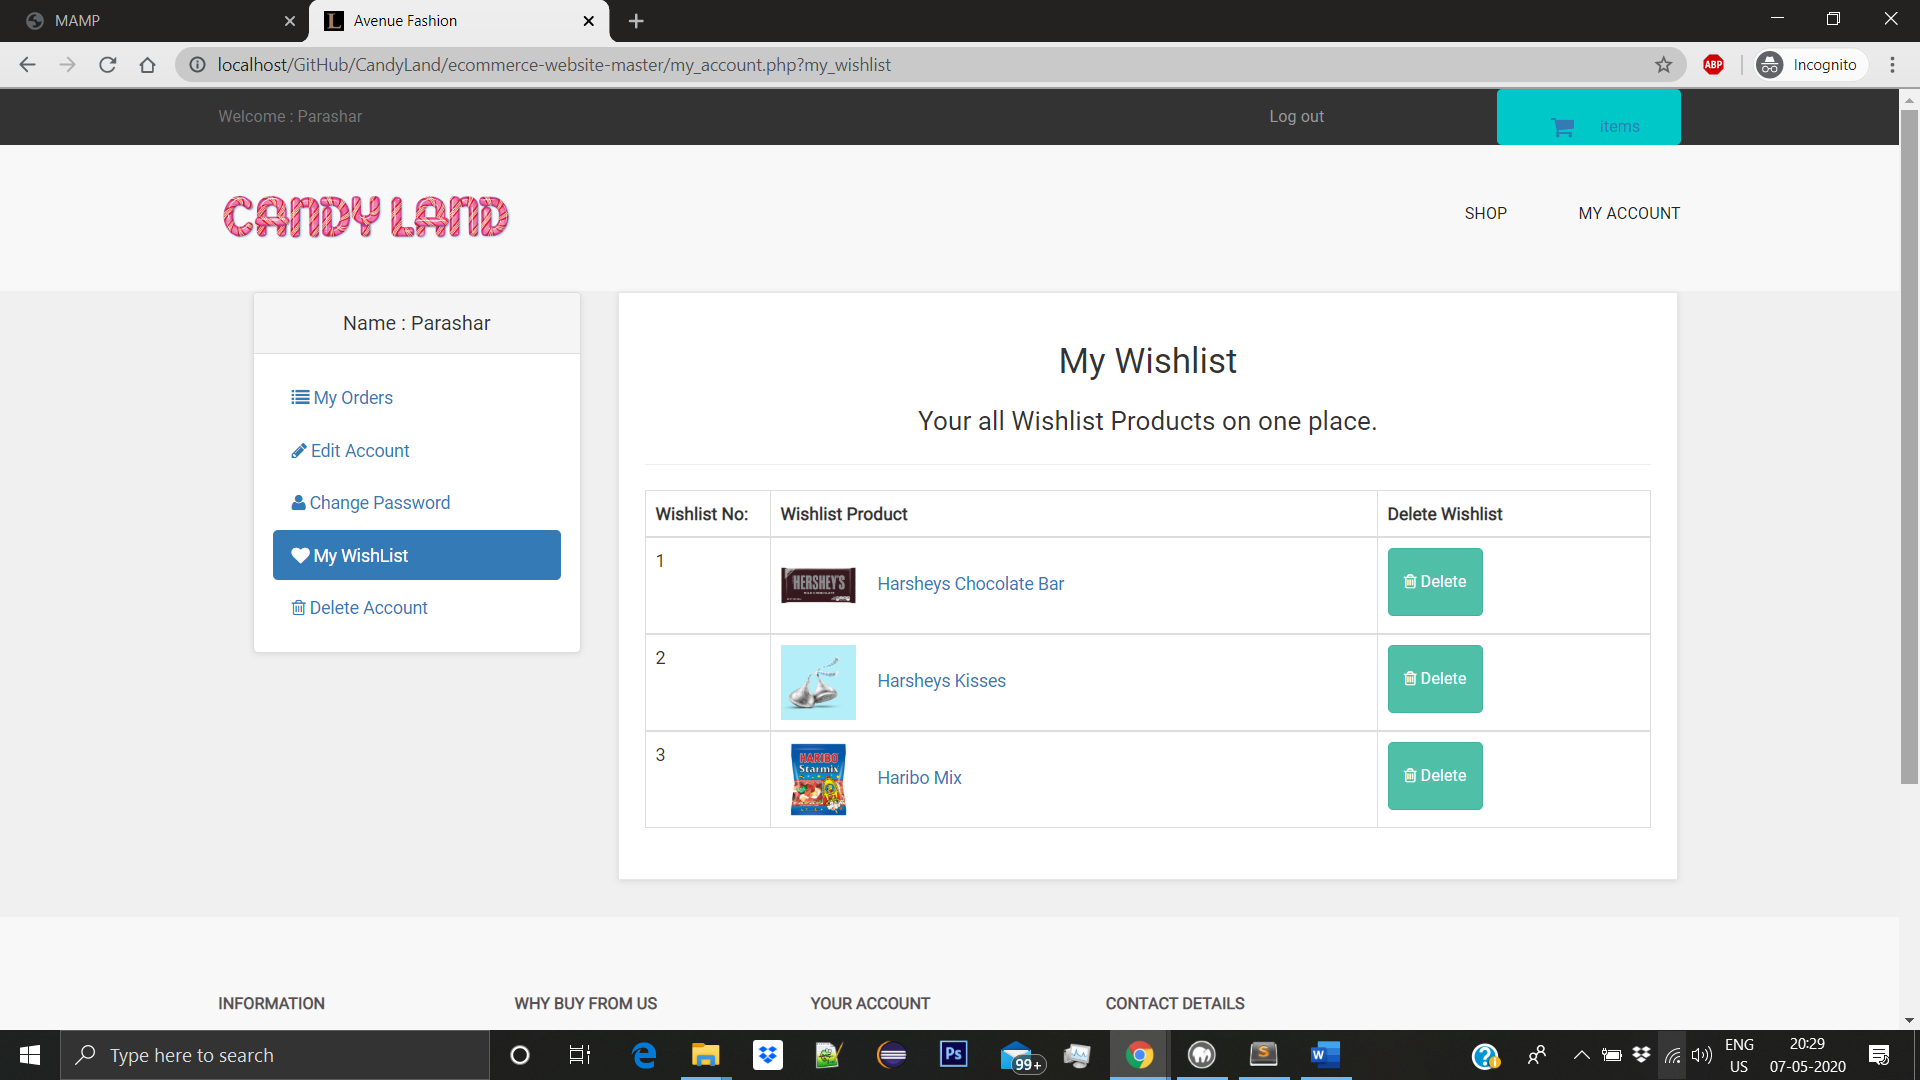 MAMP
Avenue Fashion
localhost/GitHub/CandyLand/ecommerce-website-master/my_account.php?my_wishlist
ABP
Incognito
Welcome : Parashar
Log out
items
CANDY LAND
SHOP
MY ACCOUNT
Name : Parashar
My Orders
Edit Account
Change Password
My WishList
Delete Account
My Wishlist
Your all Wishlist Products on one place.
Wishlist No:
Wishlist Product
Delete Wishlist
1
HERSHEY'S
Harsheys Chocolate Bar
Delete
2
Harsheys Kisses
Delete
3
HARIBO
Starmix
Haribo Mix
Delete
INFORMATION
WHY BUY FROM US
YOUR ACCOUNT
CONTACT DETAILS
Type here to search
Ps
99+
S
W
ENG
US
20:29
07-05-2020